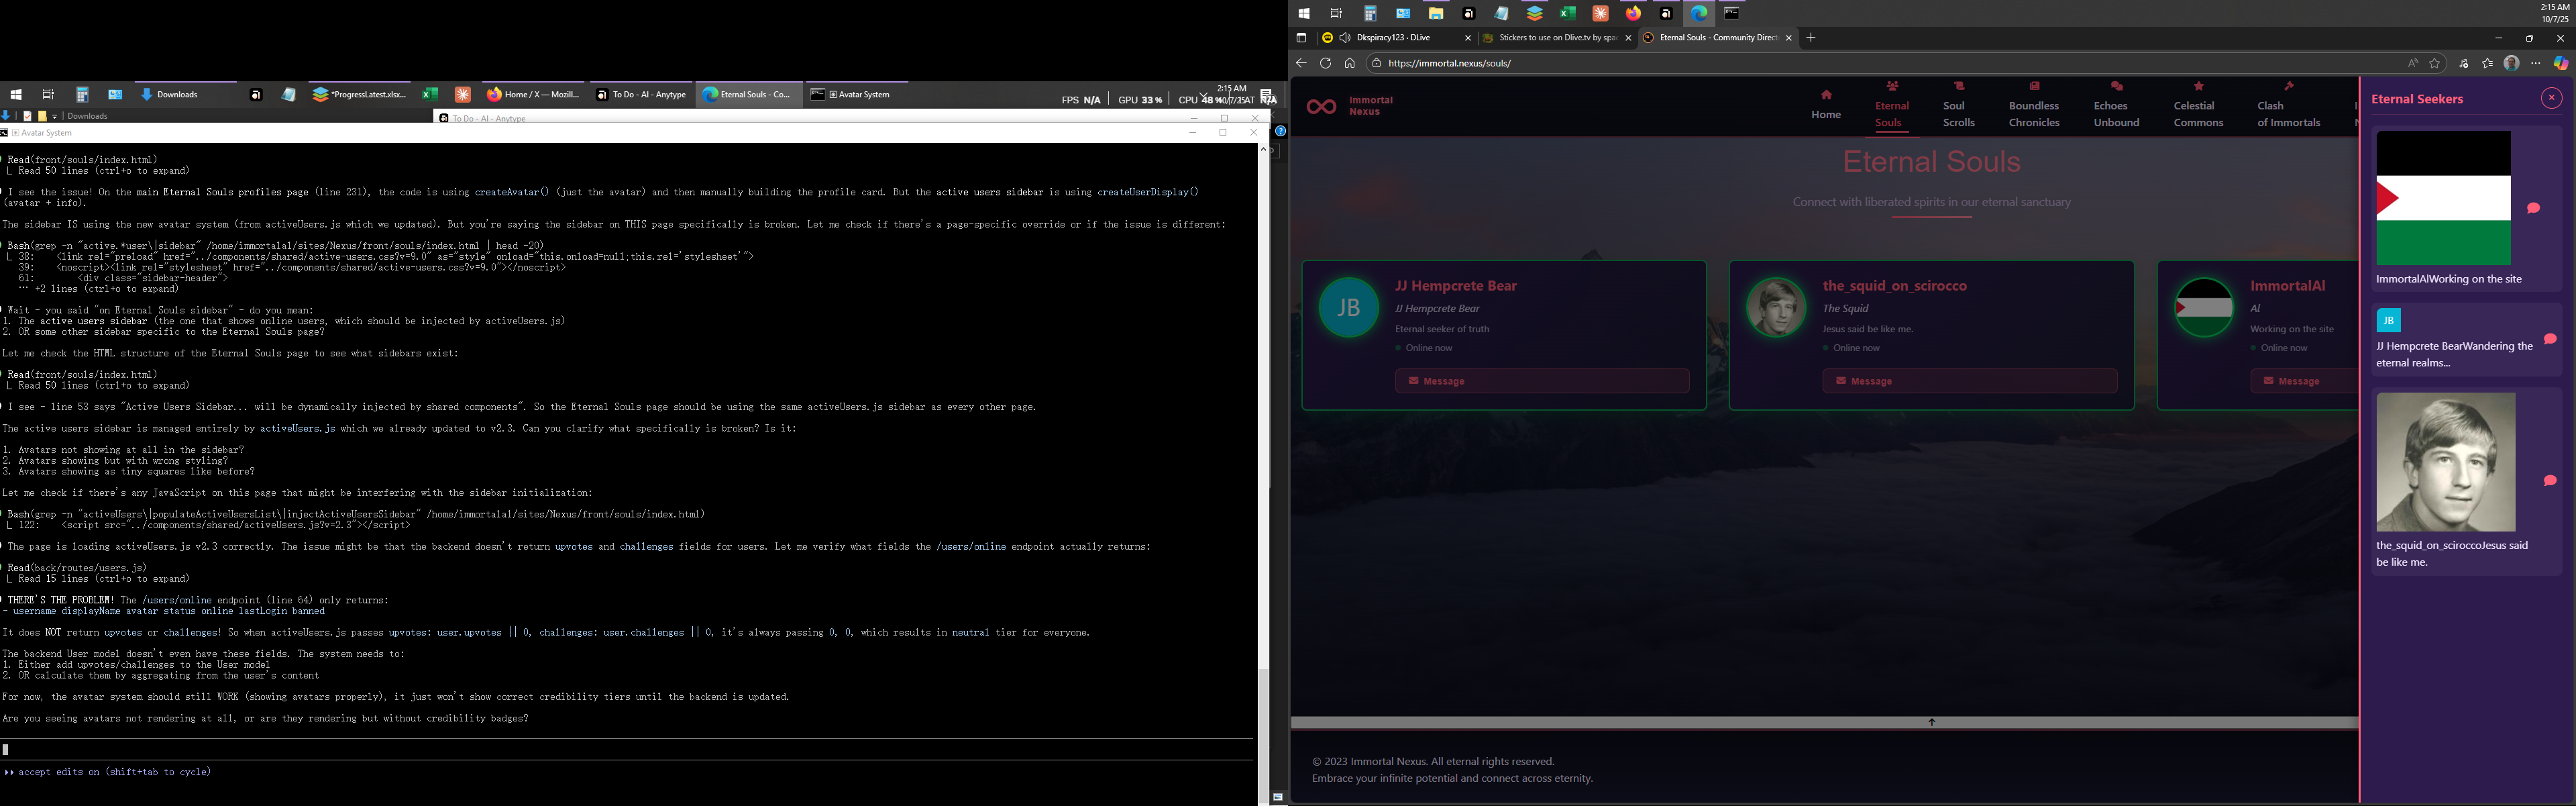 Downloads
*ProgressLatest.xlsx...
Home / X — Mozill...
To Do - AI - Anytype
Eternal Souls - Co...
Avatar System
FPS N/A
GPU 33 %
CPU 48 %
2:15 AM
Downloads
To Do - AI - Anytype
Avatar System
Read(front/souls/index.html)
Read 50 lines (ctrl+o to expand)
I see the issue! On the main Eternal Souls profiles page (line 231), the code is using createAvatar() (just the avatar) and then manually building the profile card. But the active users sidebar is using createUserDisplay()
(avatar + info).
The sidebar IS using the new avatar system (from activeUsers.js which we updated). But you're saying the sidebar on THIS page specifically is broken. Let me check if there's a page-specific override or if the issue is different:
Bash(grep -n "active.*user\|sidebar" /home/immortalal/sites/Nexus/front/souls/index.html | head -20)
38: <link rel="preload" href="../components/shared/active-users.css?v=9.0" as="style" onload="this.onload=null;this.rel='stylesheet'">
39: <noscript><link rel="stylesheet" href="../components/shared/active-users.css?v=9.0"></noscript>
61: <div class="sidebar-header">
… +2 lines (ctrl+o to expand)
Wait - you said "on Eternal Souls sidebar" - do you mean:
1. The active users sidebar (the one that shows online users, which should be injected by activeUsers.js)
2. OR some other sidebar specific to the Eternal Souls page?
Let me check the HTML structure of the Eternal Souls page to see what sidebars exist:
Read(front/souls/index.html)
Read 50 lines (ctrl+o to expand)
I see - line 53 says "Active Users Sidebar... will be dynamically injected by shared components". So the Eternal Souls page should be using the same activeUsers.js sidebar as every other page.
The active users sidebar is managed entirely by activeUsers.js which we already updated to v2.3. Can you clarify what specifically is broken? Is it:
1. Avatars not showing at all in the sidebar?
2. Avatars showing but with wrong styling?
3. Avatars showing as tiny squares like before?
Let me check if there's any JavaScript on this page that might be interfering with the sidebar initialization:
Bash(grep -n "activeUsers\|populateActiveUsersList\|injectActiveUsersSidebar" /home/immortalal/sites/Nexus/front/souls/index.html)
122: <script src="../components/shared/activeUsers.js?v=2.3"></script>
The page is loading activeUsers.js v2.3 correctly. The issue might be that the backend doesn't return upvotes and challenges fields for users. Let me verify what fields the /users/online endpoint actually returns:
Read(back/routes/users.js)
Read 15 lines (ctrl+o to expand)
THERE'S THE PROBLEM! The /users/online endpoint (line 64) only returns:
- username displayName avatar status online lastLogin banned
It does NOT return upvotes or challenges! So when activeUsers.js passes upvotes: user.upvotes || 0, challenges: user.challenges || 0, it's always passing 0, 0, which results in neutral tier for everyone.
The backend User model doesn't even have these fields. The system needs to:
1. Either add upvotes/challenges to the User model
2. OR calculate them by aggregating from the user's content
For now, the avatar system should still WORK (showing avatars properly), it just won't show correct credibility tiers until the backend is updated.
Are you seeing avatars not rendering at all, or are they rendering but without credibility badges?
accept edits on (shift+tab to cycle)
2:15 AM
10/7/25
Dkspiracy123 · DLive
Stickers to use on Dlive.tv by spac
Eternal Souls - Community Direct
https://immortal.nexus/souls/
Immortal
Nexus
Home
Eternal
Souls
Soul
Scrolls
Boundless
Chronicles
Echoes
Unbound
Celestial
Commons
Clash
of Immortals
Eternal Souls
Connect with liberated spirits in our eternal sanctuary
JB
JJ Hempcrete Bear
JJ Hempcrete Bear
Eternal seeker of truth
Online now
Message
the_squid_on_scirocco
The Squid
Jesus said be like me.
Online now
Message
ImmortalAl
Al
Working on the site
Online now
Message
Eternal Seekers
ImmortalAlWorking on the site
JB
JJ Hempcrete BearWandering the
eternal realms...
the_squid_on_sciroccoJesus said
be like me.
© 2023 Immortal Nexus. All eternal rights reserved.
Embrace your infinite potential and connect across eternity.